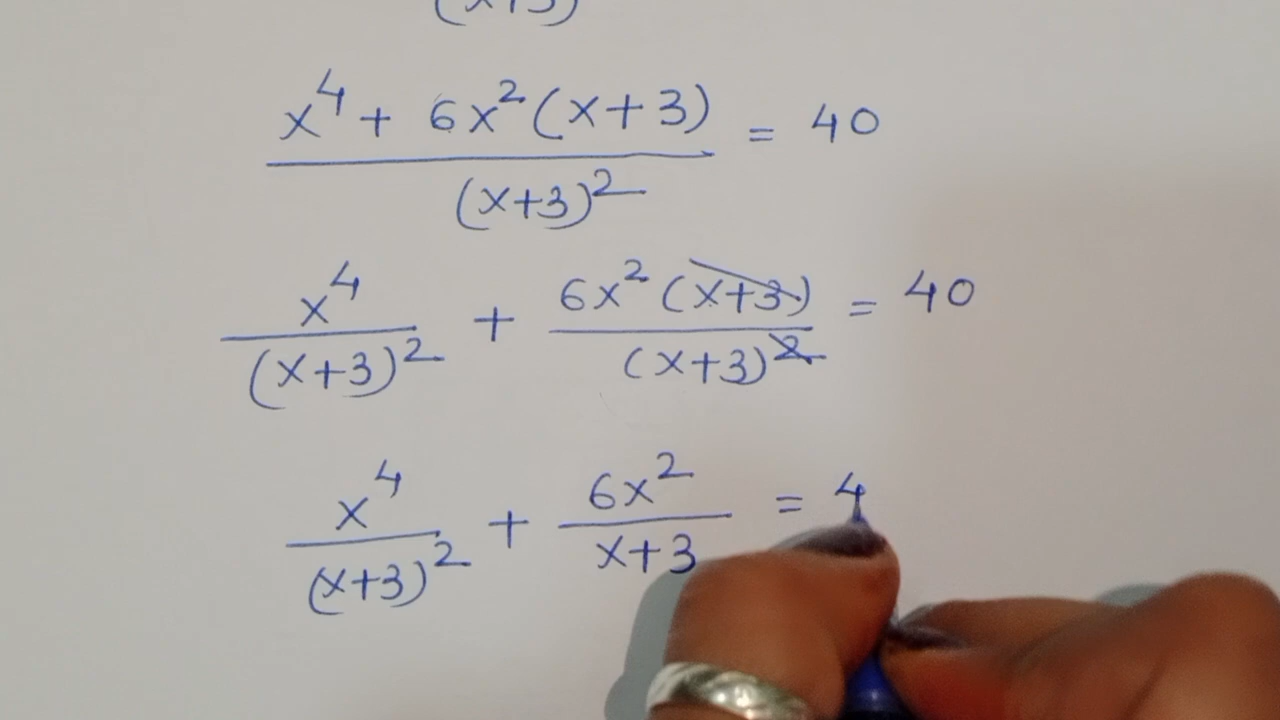 (x+3)
x⁴ + 6x²(x+3) / (x+3)² = 40
x⁴ / (x+3)² + 6x²(x+3) / (x+3)² = 40
x⁴ / (x+3)² + 6x² / x+3 = 4